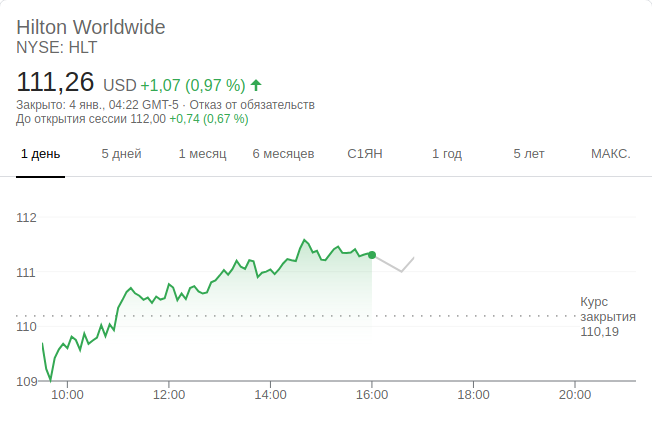 Hilton Worldwide
NYSE: HLT
111,26 USD +1,07 (0,97 %)
Закрыто: 4 янв., 04:22 GMT-5 · Отказ от обязательств
До открытия сессии 112,00 +0,74 (0,67 %)
1 день 5 дней 1 месяц 6 месяцев С1ЯН 1 год 5 лет МАКС.
112
111
110
109
Курс
закрытия
110,19
10:00 12:00 14:00 16:00 18:00 20:00